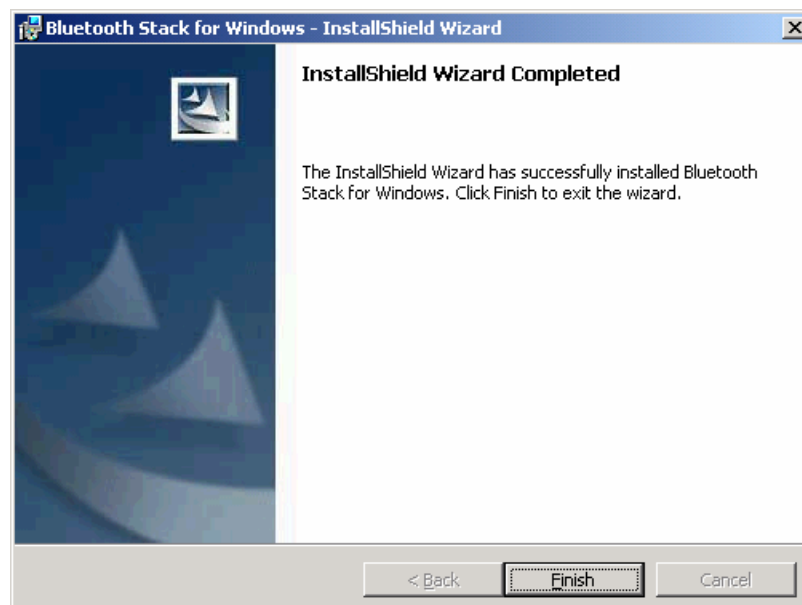 Bluetooth Stack for Windows - InstallShield Wizard
InstallShield Wizard Completed
The InstallShield Wizard has successfully installed Bluetooth
Stack for Windows. Click Finish to exit the wizard.
< Back
Finish
Cancel